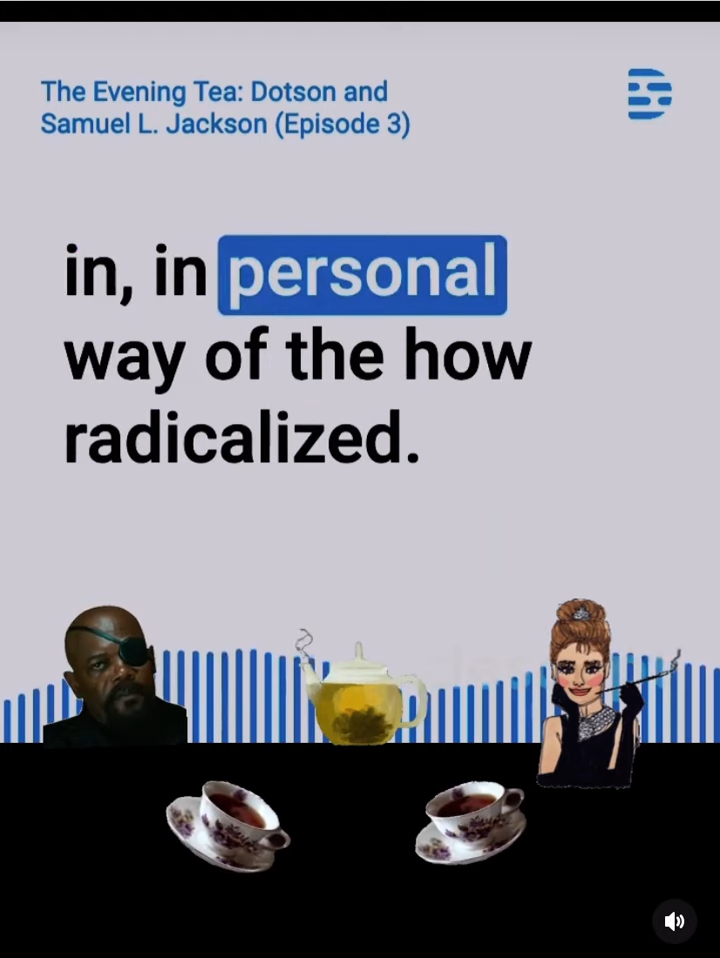 The Evening Tea: Dotson and
Samuel L. Jackson (Episode 3)
in, in personal
way of the how
radicalized.